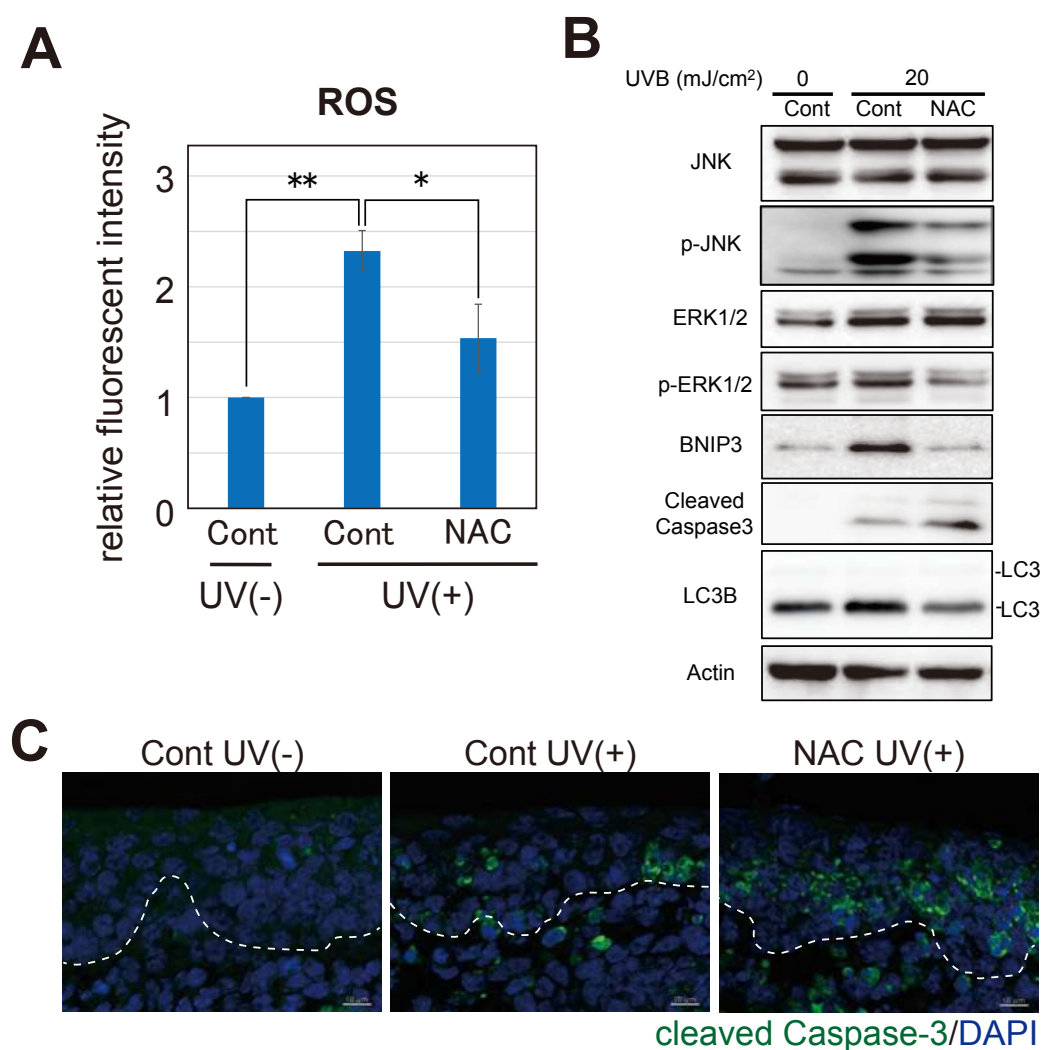 A
ROS
relative fluorescent intensity
3
2
1
0
**
*
Cont
Cont
NAC
UV(-)
UV(+)
B
UVB (mJ/cm²)
0
20
Cont
Cont
NAC
JNK
p-JNK
ERK1/2
p-ERK1/2
BNIP3
Cleaved
Caspase3
LC3B
-LC3
-LC3
Actin
C
Cont UV(-)
Cont UV(+)
NAC UV(+)
cleaved Caspase-3/DAPI